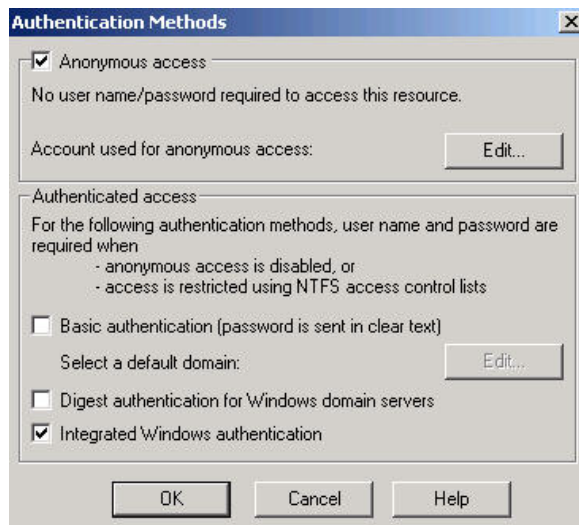 Authentication Methods
Anonymous access
No user name/password required to access this resource.
Account used for anonymous access:
Edit...
Authenticated access
For the following authentication methods, user name and password are
required when
- anonymous access is disabled, or
- access is restricted using NTFS access control lists
Basic authentication (password is sent in clear text)
Select a default domain:
Edit...
Digest authentication for Windows domain servers
Integrated Windows authentication
OK
Cancel
Help